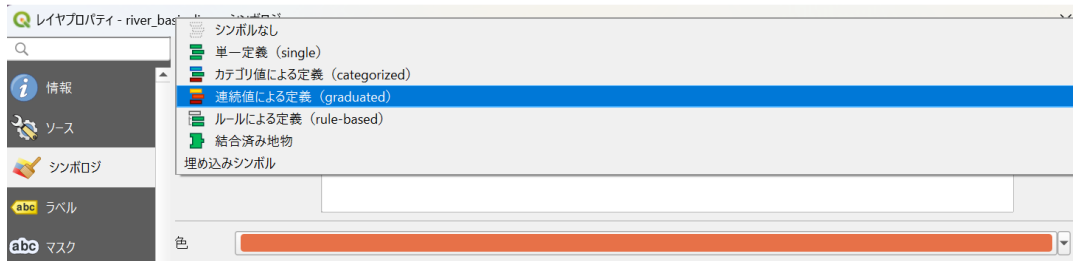 レイヤプロパティ - river_bas
シンボルなし
単一定義 (single)
カテゴリ値による定義 (categorized)
連続値による定義 (graduated)
ルールによる定義 (rule-based)
結合済み地物
埋め込みシンボル
情報
ソース
シンボロジ
abc ラベル
abc マスク
色